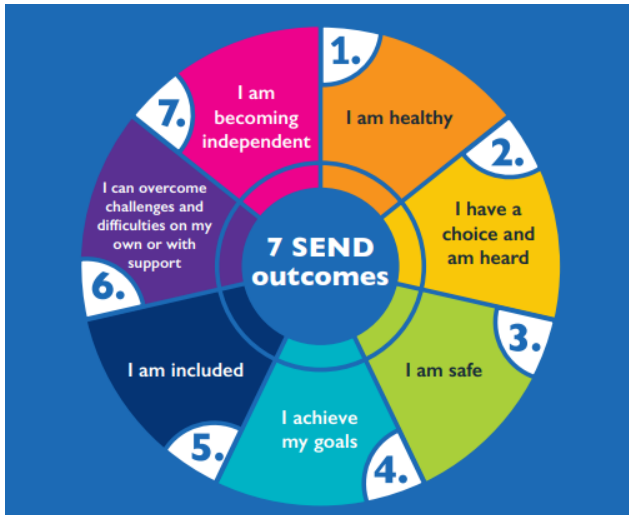 7 SEND
outcomes
1.
I am healthy
2.
I have a
choice and
am heard
3.
I am safe
4.
I achieve
my goals
5.
I am included
6.
I can overcome
challenges and
difficulties on my
own or with
support
7.
I am
becoming
independent